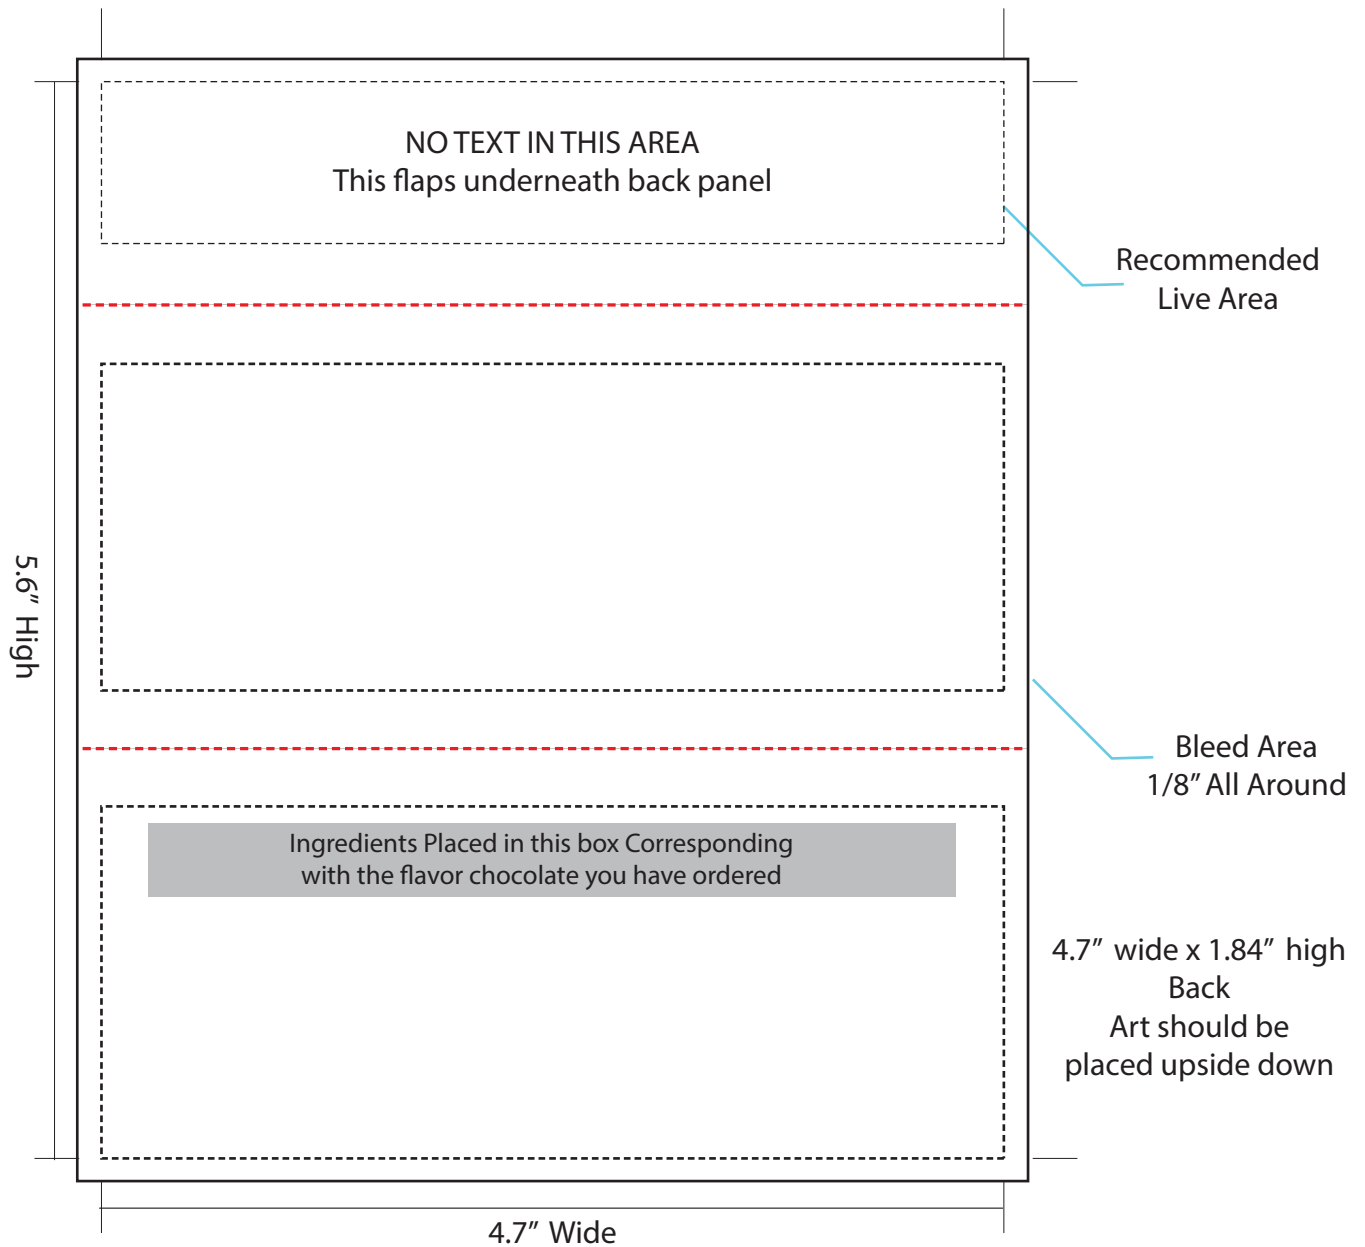 NO TEXT IN THIS AREA
This flaps underneath back panel
Recommended
Live Area
5.6” High
Bleed Area
1/8” All Around
Ingredients Placed in this box Corresponding
with the flavor chocolate you have ordered
4.7” wide x 1.84” high
Back
Art should be
placed upside down
4.7” Wide